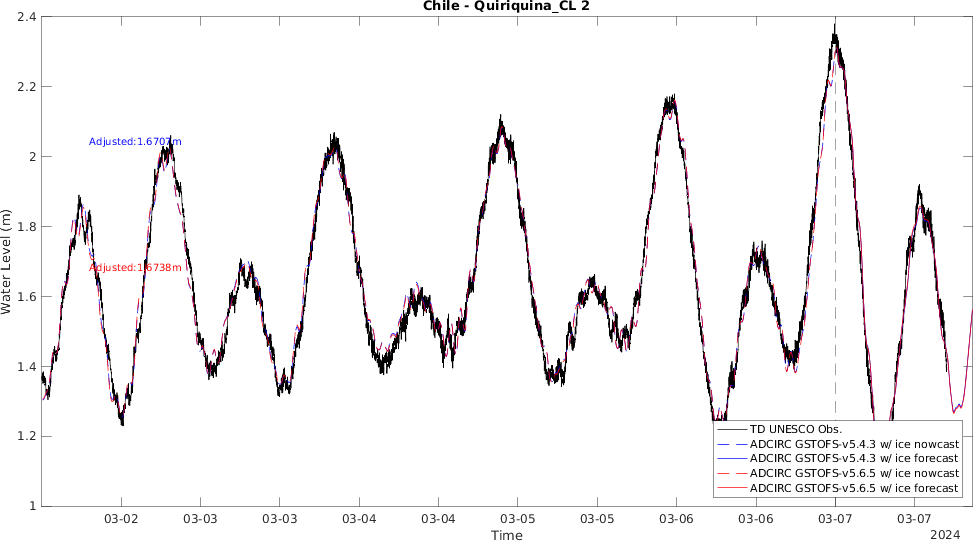 Chile - Quiriquina_CL 2
2.4
2.2
2
1.8
1.6
1.4
1.2
1
Water Level (m)
Adjusted:1.6707m
Adjusted:1.6738m
TD UNESCO Obs.
ADCIRC GSTOFS-v5.4.3 w/ ice nowcast
ADCIRC GSTOFS-v5.4.3 w/ ice forecast
ADCIRC GSTOFS-v5.6.5 w/ ice nowcast
ADCIRC GSTOFS-v5.6.5 w/ ice forecast
03-02 03-03 03-03 03-04 03-04 03-05 03-05 03-06 03-06 03-07 03-07
Time
2024